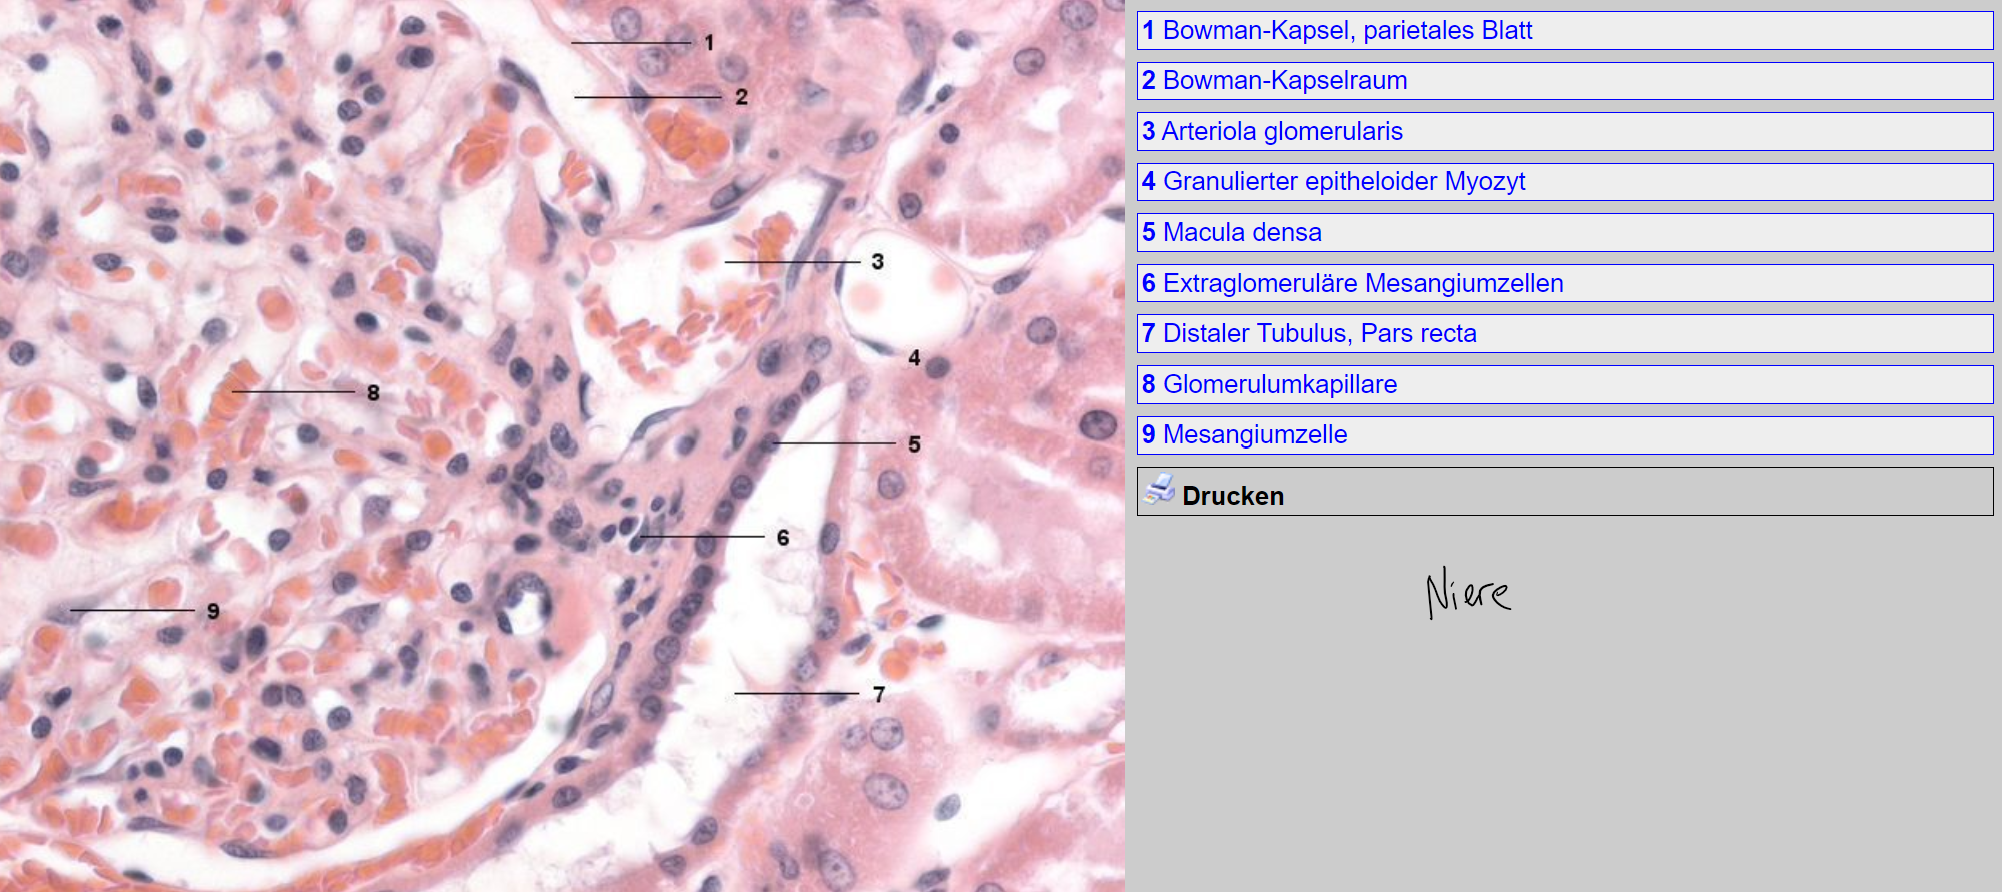 1
2
3
4
5
6
7
8
9
1 Bowman-Kapsel, parietales Blatt
2 Bowman-Kapselraum
3 Arteriola glomerularis
4 Granulierter epitheloider Myozyt
5 Macula densa
6 Extraglomeruläre Mesangiumzellen
7 Distaler Tubulus, Pars recta
8 Glomerulumkapillare
9 Mesangiumzelle
Drucken
Niere